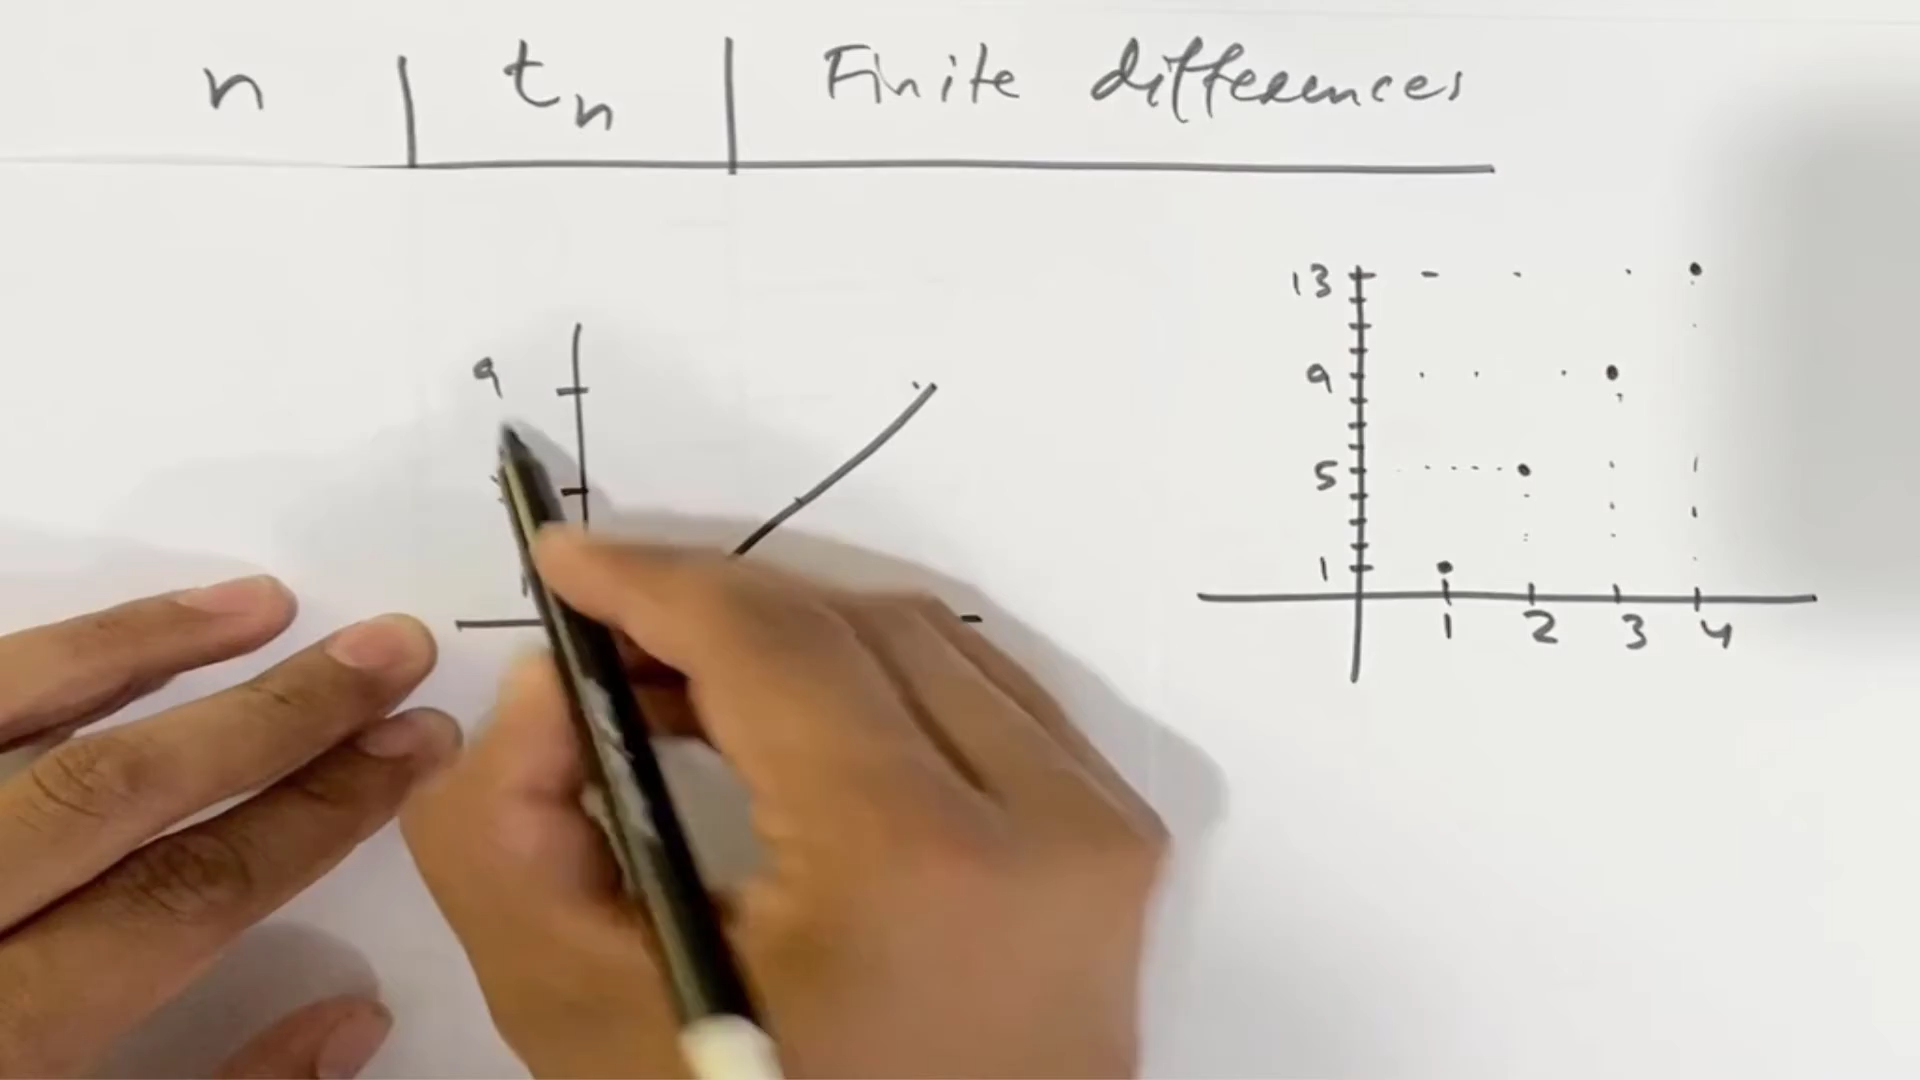 n | tn | Finite differences
9
13
9
5
1
1 2 3 4